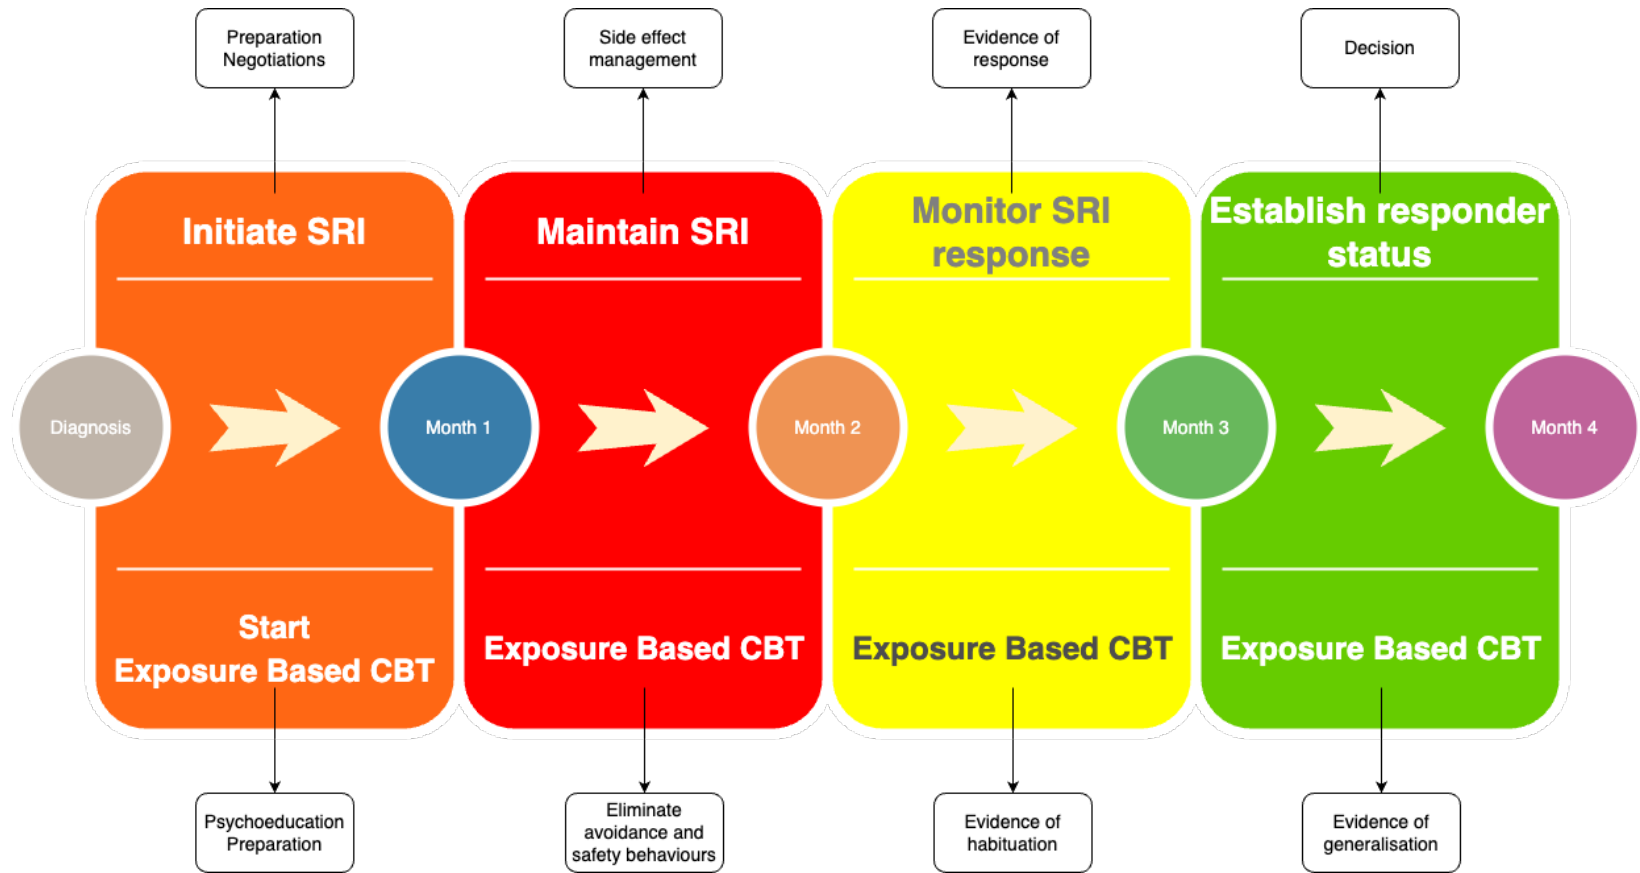 Preparation
Negotiations
Side effect
management
Evidence of
response
Decision
Initiate SRI
Maintain SRI
Monitor SRI
response
Establish responder
status
Diagnosis
Month 1
Month 2
Month 3
Month 4
Start
Exposure Based CBT
Exposure Based CBT
Exposure Based CBT
Exposure Based CBT
Psychoeducation
Preparation
Eliminate
avoidance and
safety behaviours
Evidence of
habituation
Evidence of
generalisation